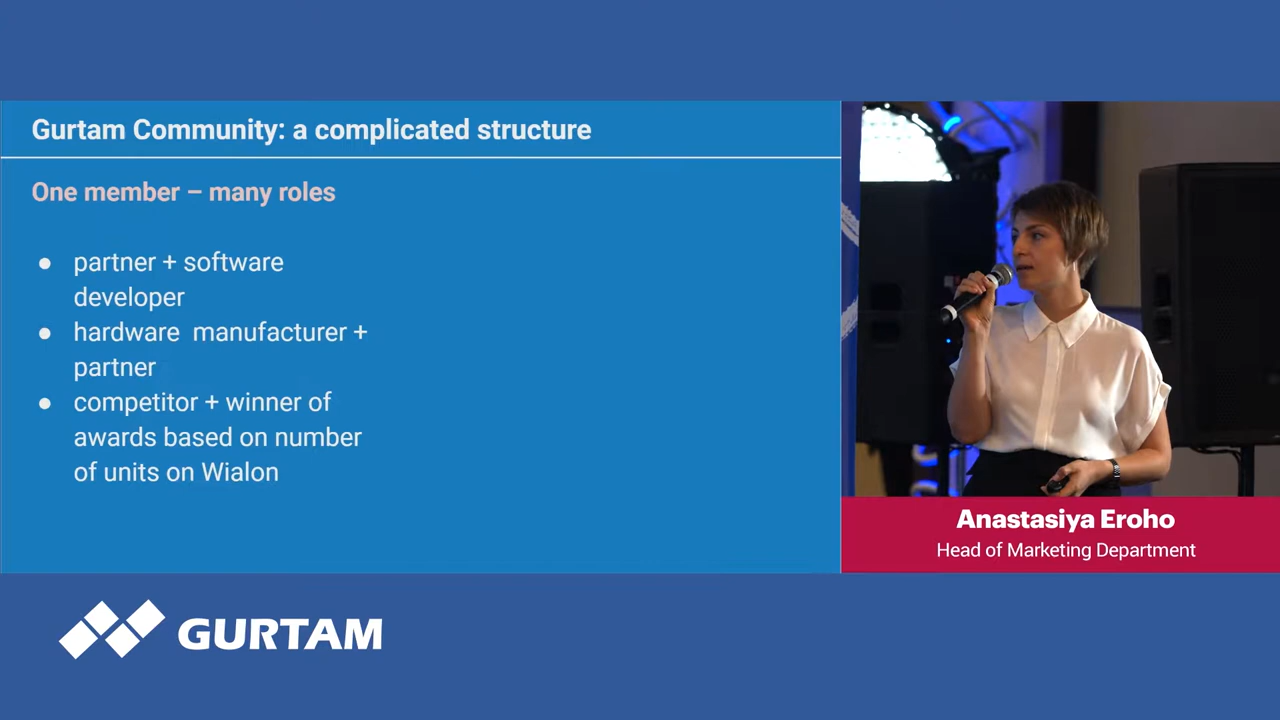 Gurtam Community: a complicated structure
One member – many roles
● partner + software
developer
● hardware manufacturer +
partner
● competitor + winner of
awards based on number
of units on Wialon
Anastasiya Eroho
Head of Marketing Department
GURTAM